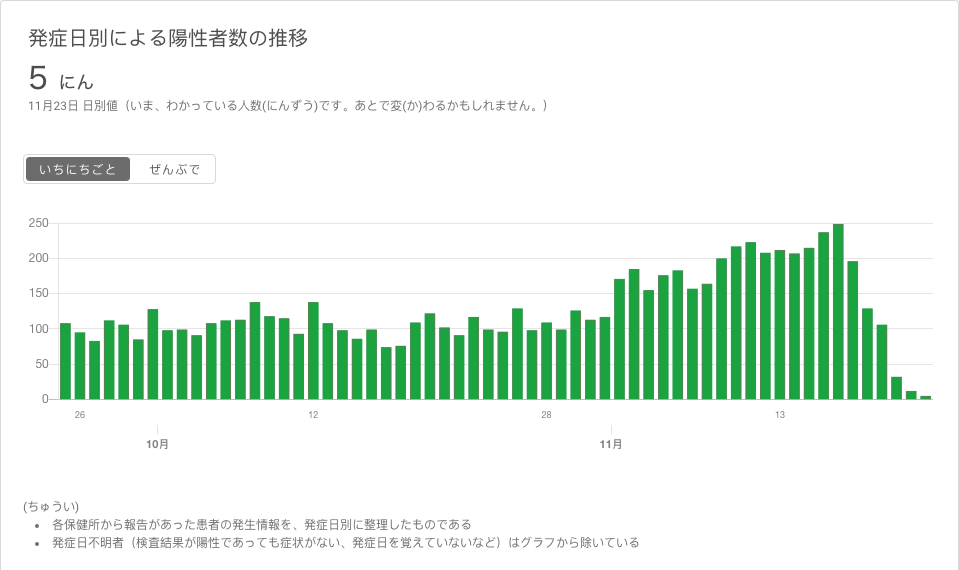 発症日別による陽性者数の推移
5 にん
11月23日 日別値（いま、わかっている人数(にんずう)です。あとで変(か)わるかもしれません。）
いちにちごと ぜんぶで
250
200
150
100
50
0
26 12 28 13
10月 11月
(ちゅうい)
• 各保健所から報告があった患者の発生情報を、発症日別に整理したものである
• 発症日不明者（検査結果が陽性であっても症状がない、発症日を覚えていないなど）はグラフから除いている